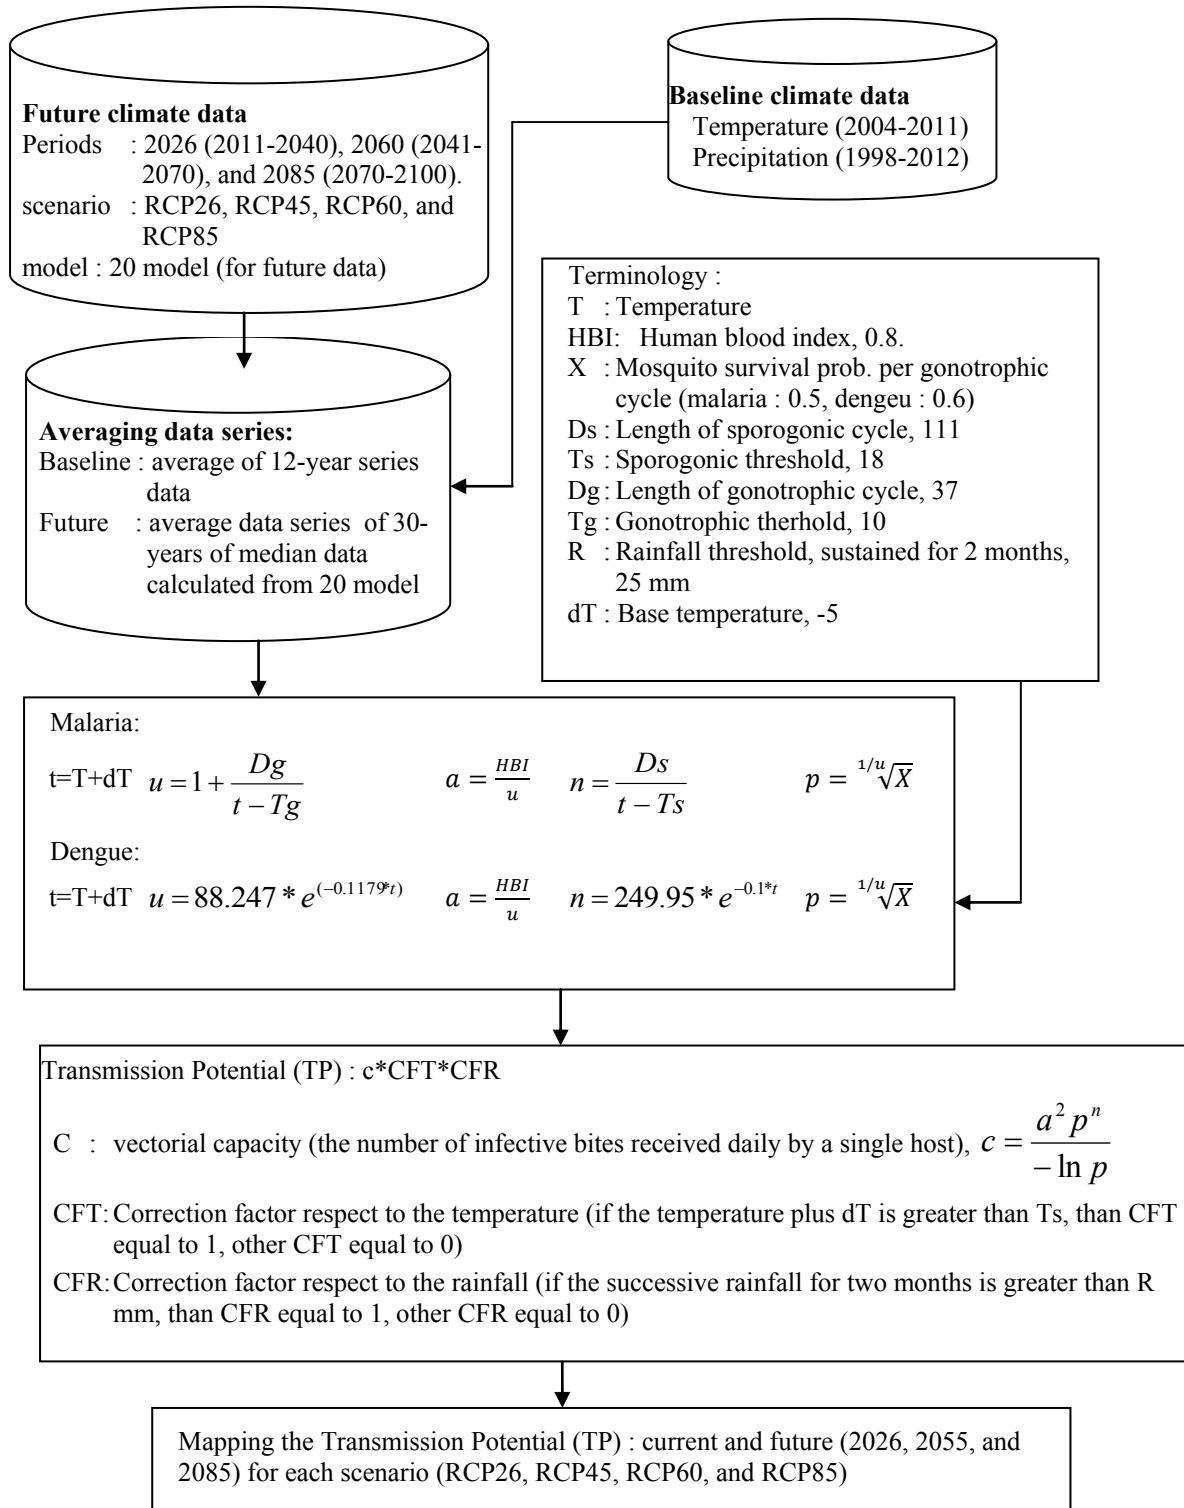 Future climate data
Periods : 2026 (2011-2040), 2060 (2041-
2070), and 2085 (2070-2100).
scenario : RCP26, RCP45, RCP60, and
RCP85
model : 20 model (for future data)
Baseline climate data
Temperature (2004-2011)
Precipitation (1998-2012)
Averaging data series:
Baseline : average of 12-year series
data
Future : average data series of 30-
years of median data
calculated from 20 model
Terminology :
T : Temperature
HBI: Human blood index, 0.8.
X : Mosquito survival prob. per gonotrophic
cycle (malaria : 0.5, dengeu : 0.6)
Ds : Length of sporogonic cycle, 111
Ts : Sporogonic threshold, 18
Dg : Length of gonotrophic cycle, 37
Tg : Gonotrophic therhold, 10
R : Rainfall threshold, sustained for 2 months,
25 mm
dT : Base temperature, -5
Malaria:
t=T+dT u = 1 + Dg/(t − Tg) a = HBI/u n = Ds/(t − Ts) p = ^{1/u}√X
Dengue:
t=T+dT u = 88.247 * e^(−0.1179*t) a = HBI/u n = 249.95 * e^−0.1*t p = ^{1/u}√X
Transmission Potential (TP) : c*CFT*CFR
C : vectorial capacity (the number of infective bites received daily by a single host), c = a² pⁿ/(− ln p)
CFT: Correction factor respect to the temperature (if the temperature plus dT is greater than Ts, than CFT
equal to 1, other CFT equal to 0)
CFR: Correction factor respect to the rainfall (if the successive rainfall for two months is greater than R
mm, than CFR equal to 1, other CFR equal to 0)
Mapping the Transmission Potential (TP) : current and future (2026, 2055, and
2085) for each scenario (RCP26, RCP45, RCP60, and RCP85)